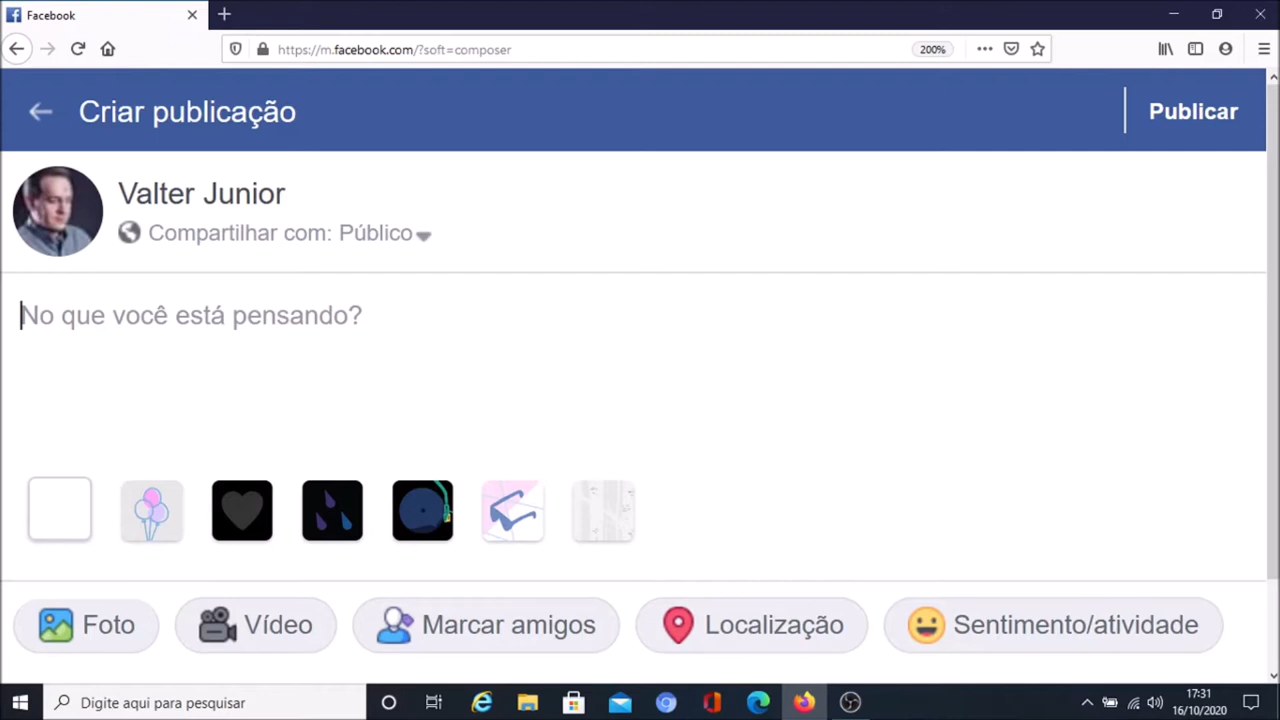 Facebook
https://m.facebook.com/?soft=composer
200%
Criar publicação
Publicar
Valter Junior
Compartilhar com: Público
No que você está pensando?
Foto
Vídeo
Marcar amigos
Localização
Sentimento/atividade
Digite aqui para pesquisar
17:31
16/10/2020